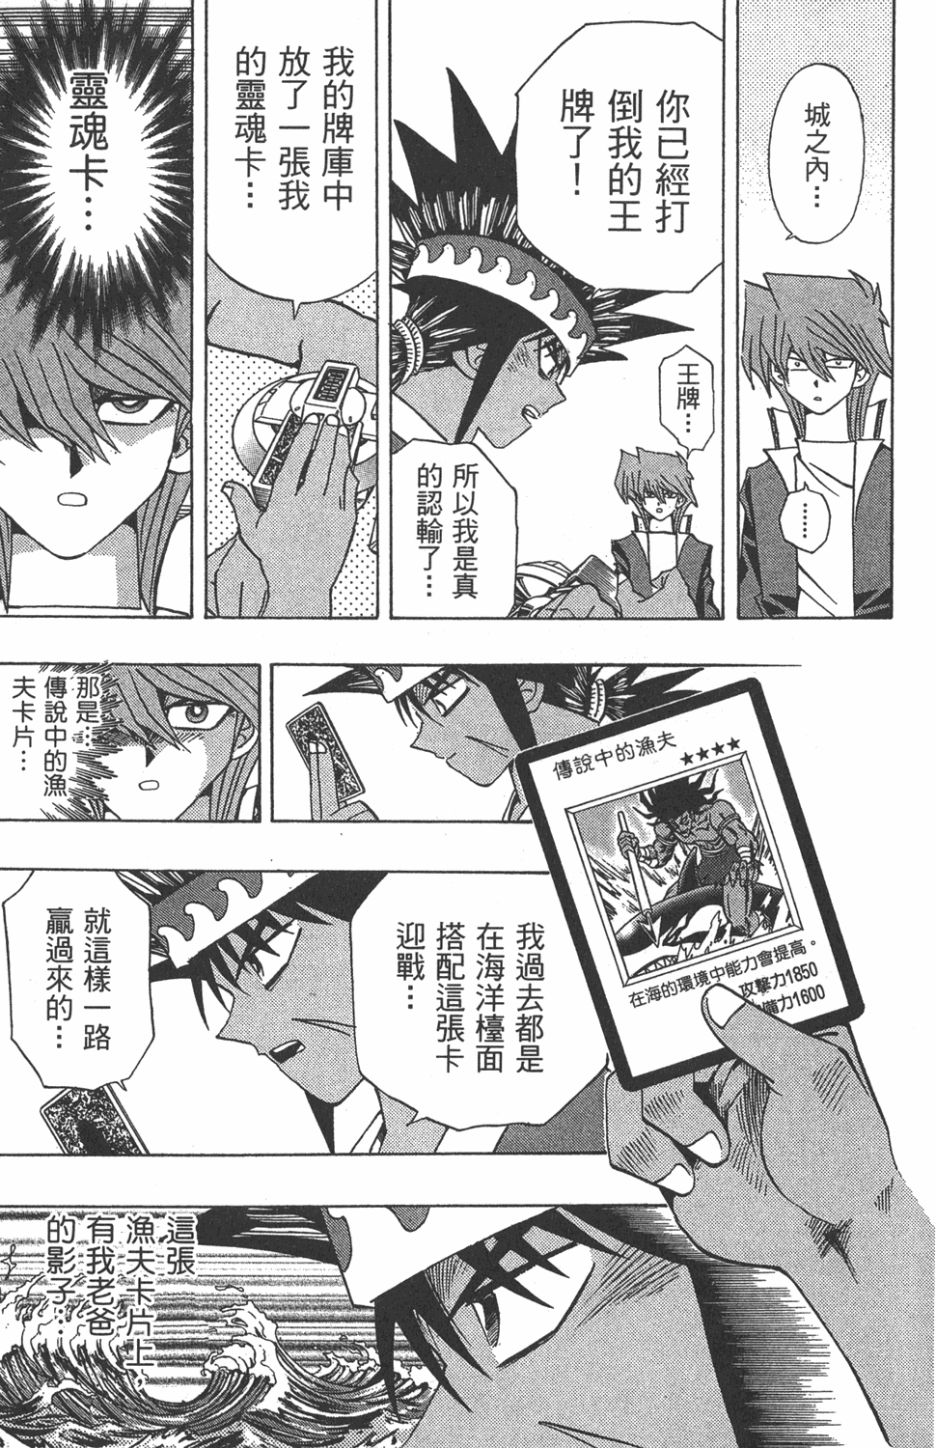 城之內…
……
你已經打
倒我的王
牌了！
王牌…
所以我是真
的認輸了…
我的牌庫中
放了一張我
的靈魂卡…
靈魂卡…
傳說中的漁夫
★★★★
在海的環境中能力會提高。
攻擊力1850
備力1600
那是…
傳說中的漁
夫卡片…
我過去都是
在海洋檯面
搭配這張卡
迎戰…
就這樣一路
贏過來的…
這張
漁夫卡片上，
有我老爸
的影子…